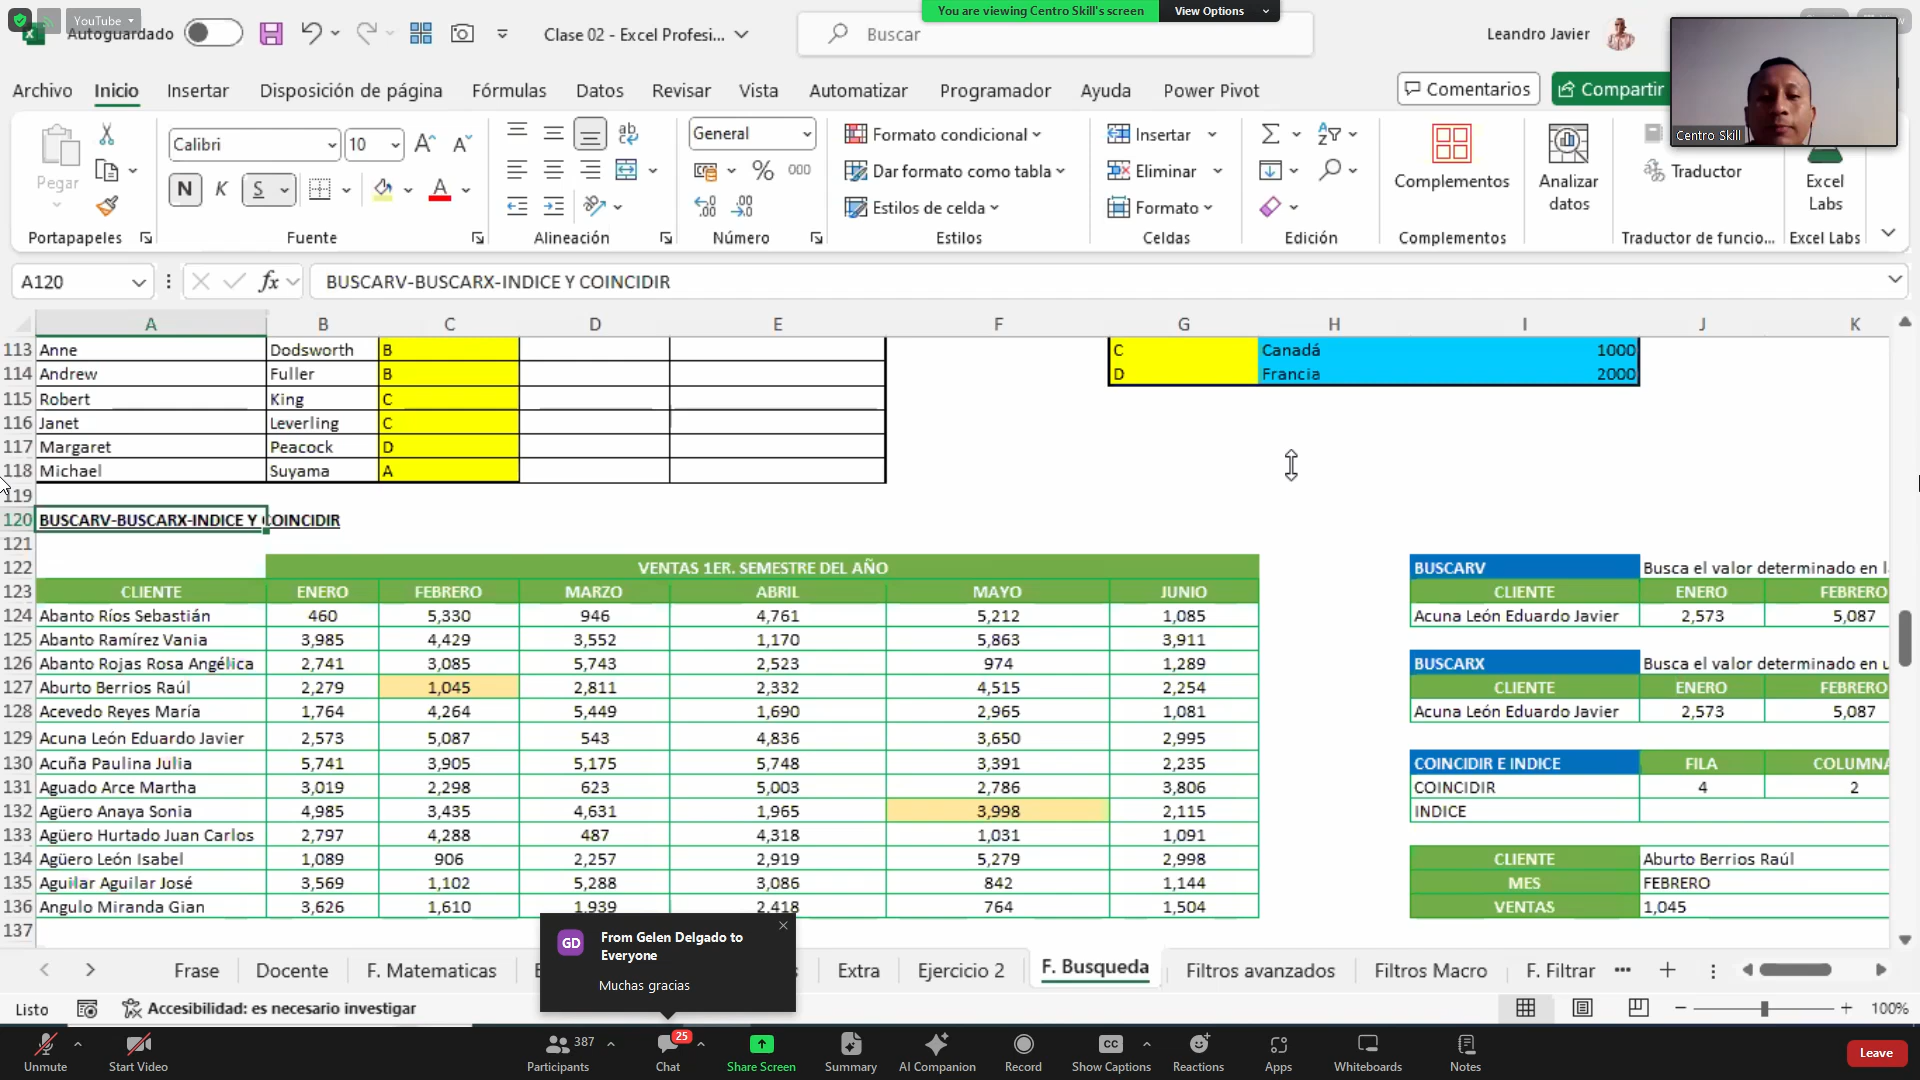 YouTube
You are viewing Centro Skill's screen
View Options
Autoguardado
Clase 02 - Excel Profesi...
Buscar
Leandro Javier
Archivo
Inicio
Insertar
Disposición de página
Fórmulas
Datos
Revisar
Vista
Automatizar
Programador
Ayuda
Power Pivot
Comentarios
Compartir
Centro Skill
Pegar
Calibri
10
N K S
General
% 000
Formato condicional
Dar formato como tabla
Estilos de celda
Insertar
Eliminar
Formato
Complementos
Analizar datos
Traductor
Excel Labs
Portapapeles
Fuente
Alineación
Número
Estilos
Celdas
Edición
Complementos
Traductor de funcio...
Excel Labs
A120
fx
BUSCARV-BUSCARX-INDICE Y COINCIDIR
A B C D E F G H I J K
113 Anne Dodsworth B C Canadá 1000
114 Andrew Fuller B D Francia 2000
115 Robert King C
116 Janet Leverling C
117 Margaret Peacock D
118 Michael Suyama A
119
120 BUSCARV-BUSCARX-INDICE Y COINCIDIR
121
122 VENTAS 1ER. SEMESTRE DEL AÑO BUSCARV Busca el valor determinado en l
123 CLIENTE ENERO FEBRERO MARZO ABRIL MAYO JUNIO CLIENTE ENERO FEBRERO
124 Abanto Ríos Sebastián 460 5,330 946 4,761 5,212 1,085 Acuna León Eduardo Javier 2,573 5,087
125 Abanto Ramírez Vania 3,985 4,429 3,552 1,170 5,863 3,911
126 Abanto Rojas Rosa Angélica 2,741 3,085 5,743 2,523 974 1,289 BUSCARX Busca el valor determinado en u
127 Aburto Berrios Raúl 2,279 1,045 2,811 2,332 4,515 2,254 CLIENTE ENERO FEBRERO
128 Acevedo Reyes María 1,764 4,264 5,449 1,690 2,965 1,081 Acuna León Eduardo Javier 2,573 5,087
129 Acuna León Eduardo Javier 2,573 5,087 543 4,836 3,650 2,995
130 Acuña Paulina Julia 5,741 3,905 5,175 5,748 3,391 2,235 COINCIDIR E INDICE FILA COLUMNA
131 Aguado Arce Martha 3,019 2,298 623 5,003 2,786 3,806 COINCIDIR 4 2
132 Agüero Anaya Sonia 4,985 3,435 4,631 1,965 3,998 2,115 INDICE
133 Agüero Hurtado Juan Carlos 2,797 4,288 487 4,318 1,031 1,091
134 Agüero León Isabel 1,089 906 2,257 2,919 5,279 2,998 CLIENTE Aburto Berrios Raúl
135 Aguilar Aguilar José 3,569 1,102 5,288 3,086 842 1,144 MES FEBRERO
136 Angulo Miranda Gian 3,626 1,610 1,939 2,418 764 1,504 VENTAS 1,045
137
GD
From Gelen Delgado to
Everyone
Muchas gracias
Frase
Docente
F. Matematicas
Extra
Ejercicio 2
F. Busqueda
Filtros avanzados
Filtros Macro
F. Filtrar
Listo
Accesibilidad: es necesario investigar
100%
Unmute
Start Video
387
Participants
25
Chat
Share Screen
Summary
AI Companion
Record
CC
Show Captions
Reactions
Apps
Whiteboards
Notes
Leave